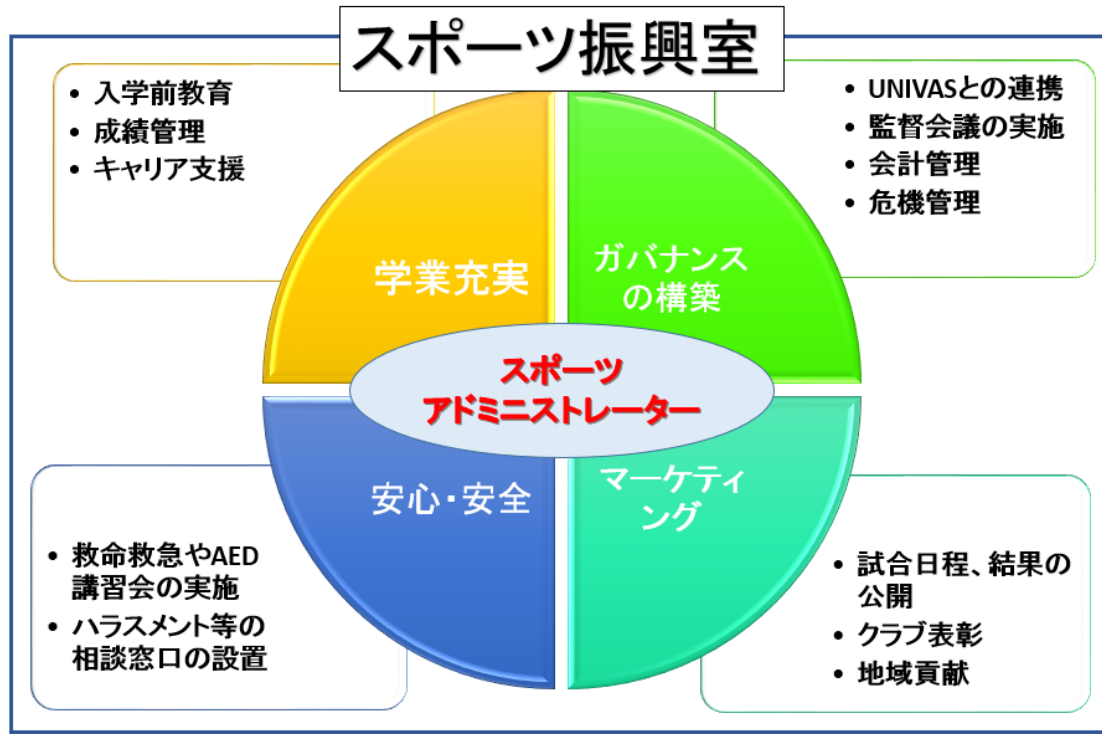 スポーツ振興室
• 入学前教育
• 成績管理
• キャリア支援
• UNIVASとの連携
• 監督会議の実施
• 会計管理
• 危機管理
学業充実
ガバナンス
の構築
スポーツ
アドミニストレーター
安心・安全
マーケティ
ング
• 救命救急やAED
講習会の実施
• ハラスメント等の
相談窓口の設置
• 試合日程、結果の
公開
• クラブ表彰
• 地域貢献